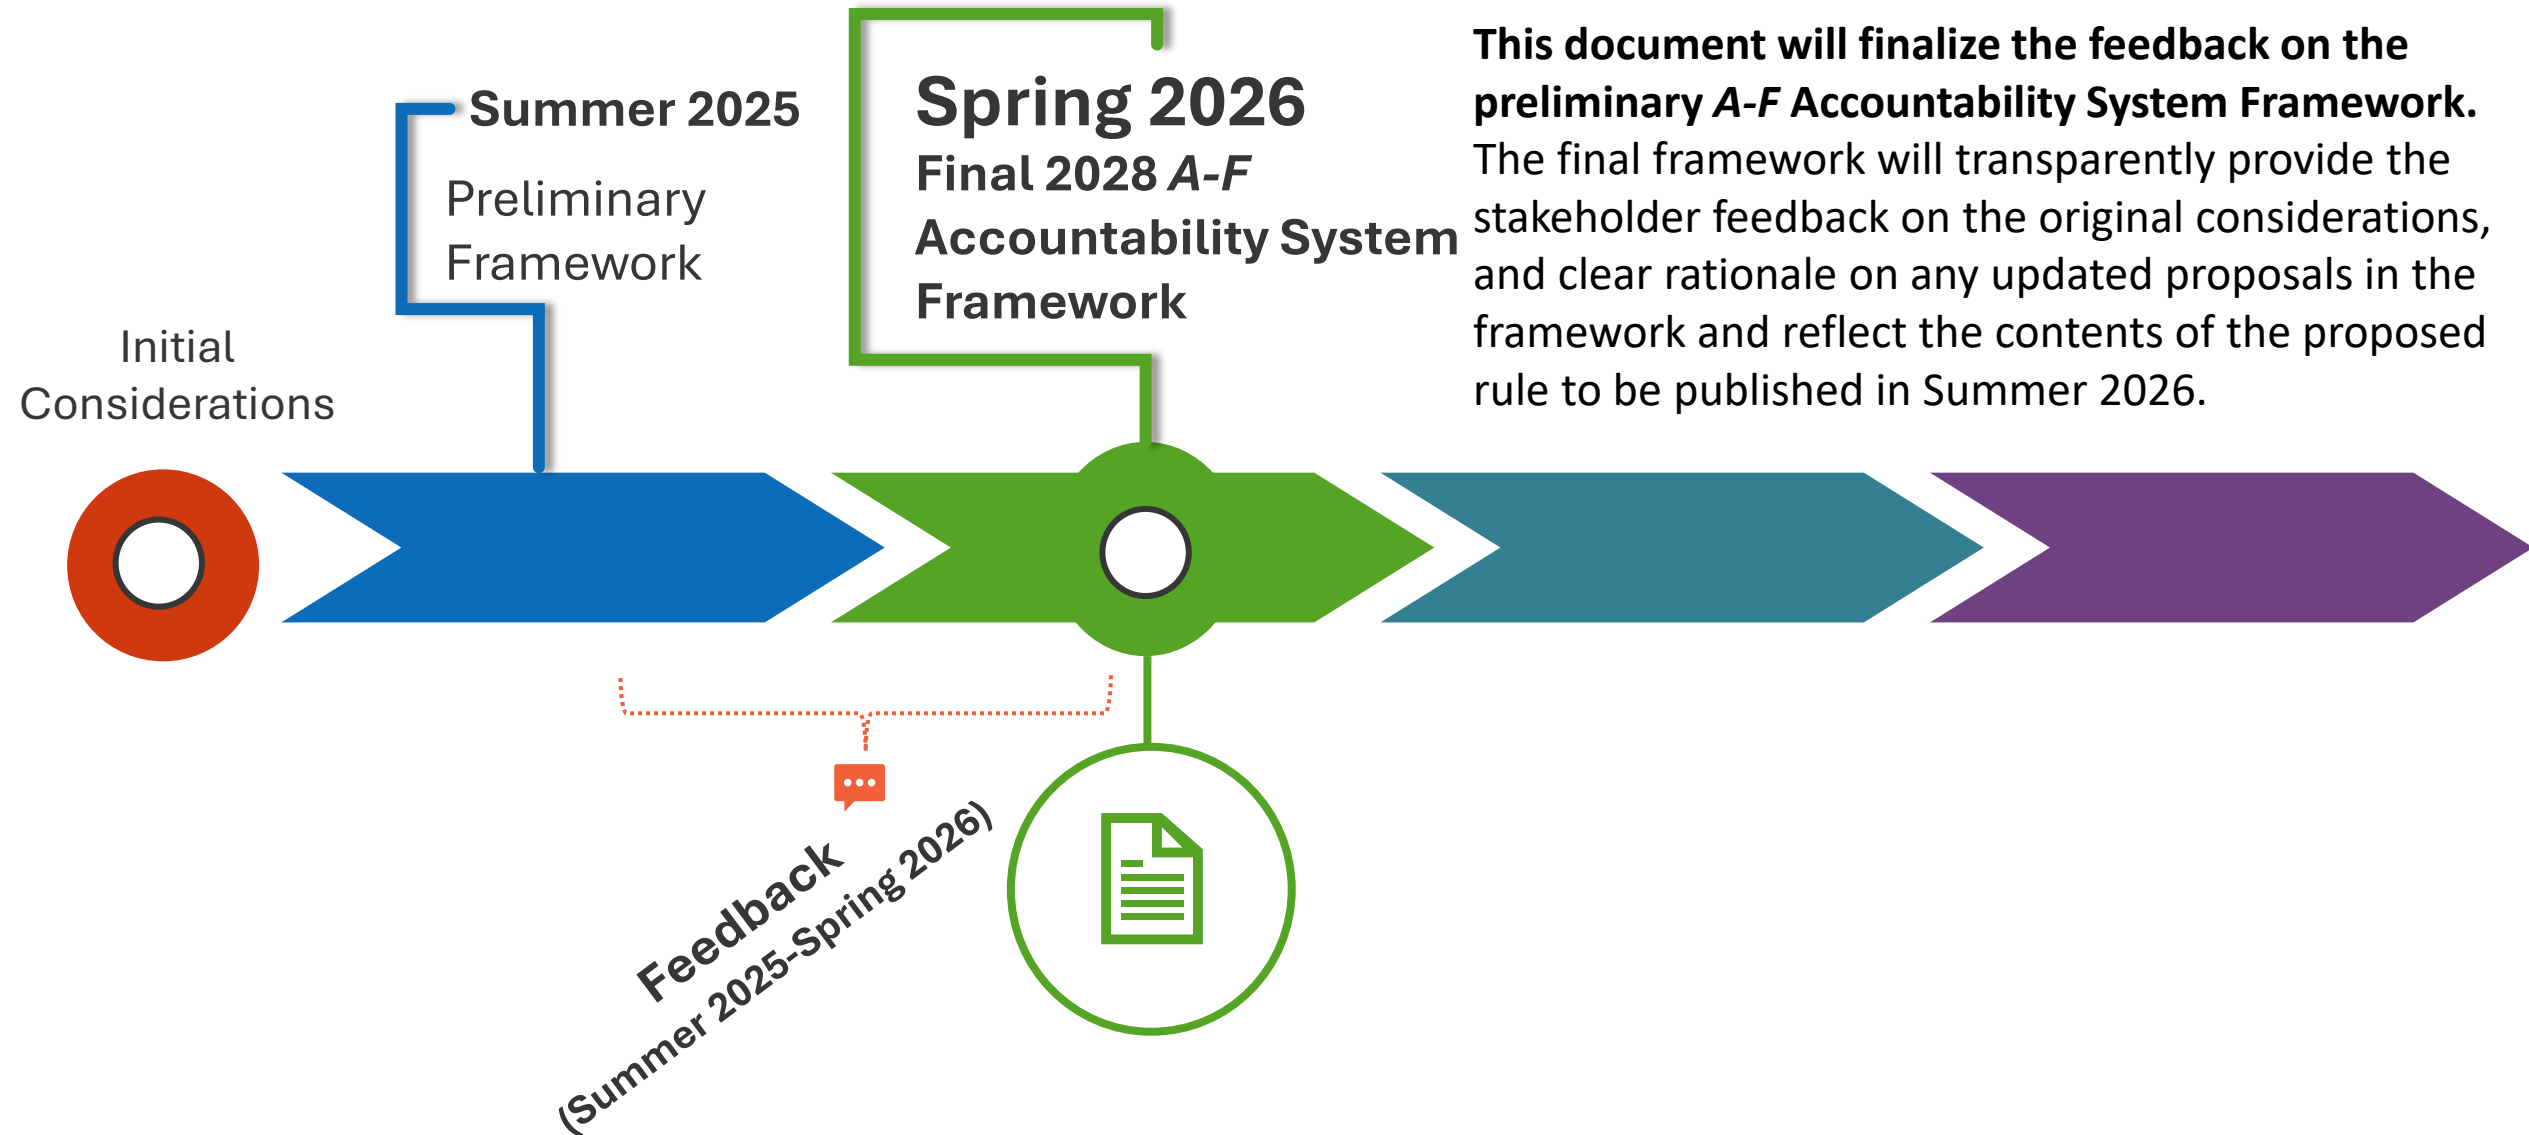 Initial
Considerations
Summer 2025
Preliminary
Framework
Spring 2026
Final 2028 A-F
Accountability System
Framework
This document will finalize the feedback on the
preliminary A-F Accountability System Framework.
The final framework will transparently provide the
stakeholder feedback on the original considerations,
and clear rationale on any updated proposals in the
framework and reflect the contents of the proposed
rule to be published in Summer 2026.
Feedback
(Summer 2025-Spring 2026)